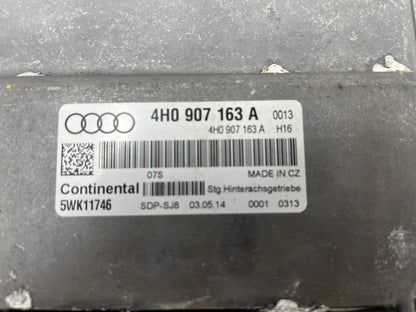 4H0 907 163 A 0013
4H0 907 163 A H16
07S MADE IN CZ
Continental Stg.Hinterachsgetriebe
5WK11746 SDP-SJ8 03.05.14 0001 0313